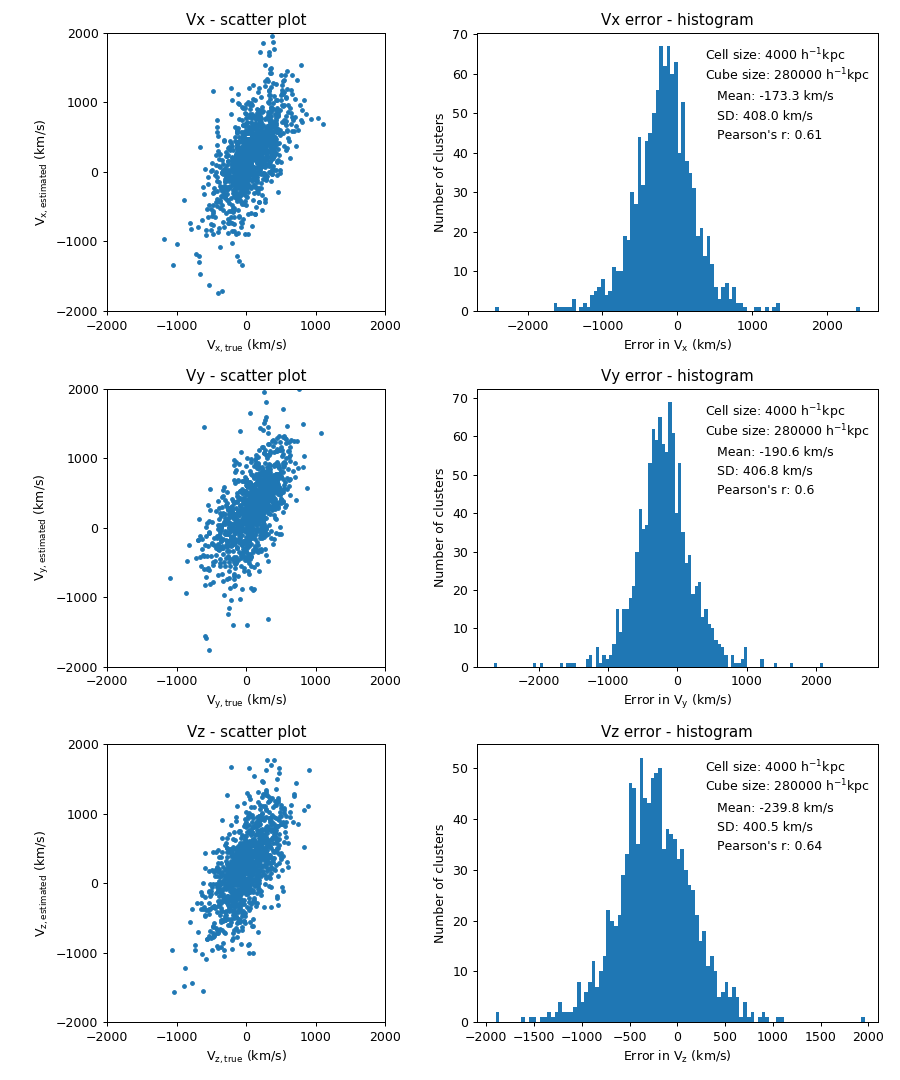 Vx - scatter plot
2000
1000
0
−1000
−2000
V_x, estimated (km/s)
−2000 −1000 0 1000 2000
V_x, true (km/s)
Vx error - histogram
70
60
50
40
30
20
10
0
Number of clusters
Cell size: 4000 h⁻¹kpc
Cube size: 280000 h⁻¹kpc
Mean: -173.3 km/s
SD: 408.0 km/s
Pearson's r: 0.61
−2000 −1000 0 1000 2000
Error in V_x (km/s)
Vy - scatter plot
2000
1000
0
−1000
−2000
V_y, estimated (km/s)
−2000 −1000 0 1000 2000
V_y, true (km/s)
Vy error - histogram
70
60
50
40
30
20
10
0
Number of clusters
Cell size: 4000 h⁻¹kpc
Cube size: 280000 h⁻¹kpc
Mean: -190.6 km/s
SD: 406.8 km/s
Pearson's r: 0.6
−2000 −1000 0 1000 2000
Error in V_y (km/s)
Vz - scatter plot
2000
1000
0
−1000
−2000
V_z, estimated (km/s)
−2000 −1000 0 1000 2000
V_z, true (km/s)
Vz error - histogram
50
40
30
20
10
0
Number of clusters
Cell size: 4000 h⁻¹kpc
Cube size: 280000 h⁻¹kpc
Mean: -239.8 km/s
SD: 400.5 km/s
Pearson's r: 0.64
−2000 −1500 −1000 −500 0 500 1000 1500 2000
Error in V_z (km/s)